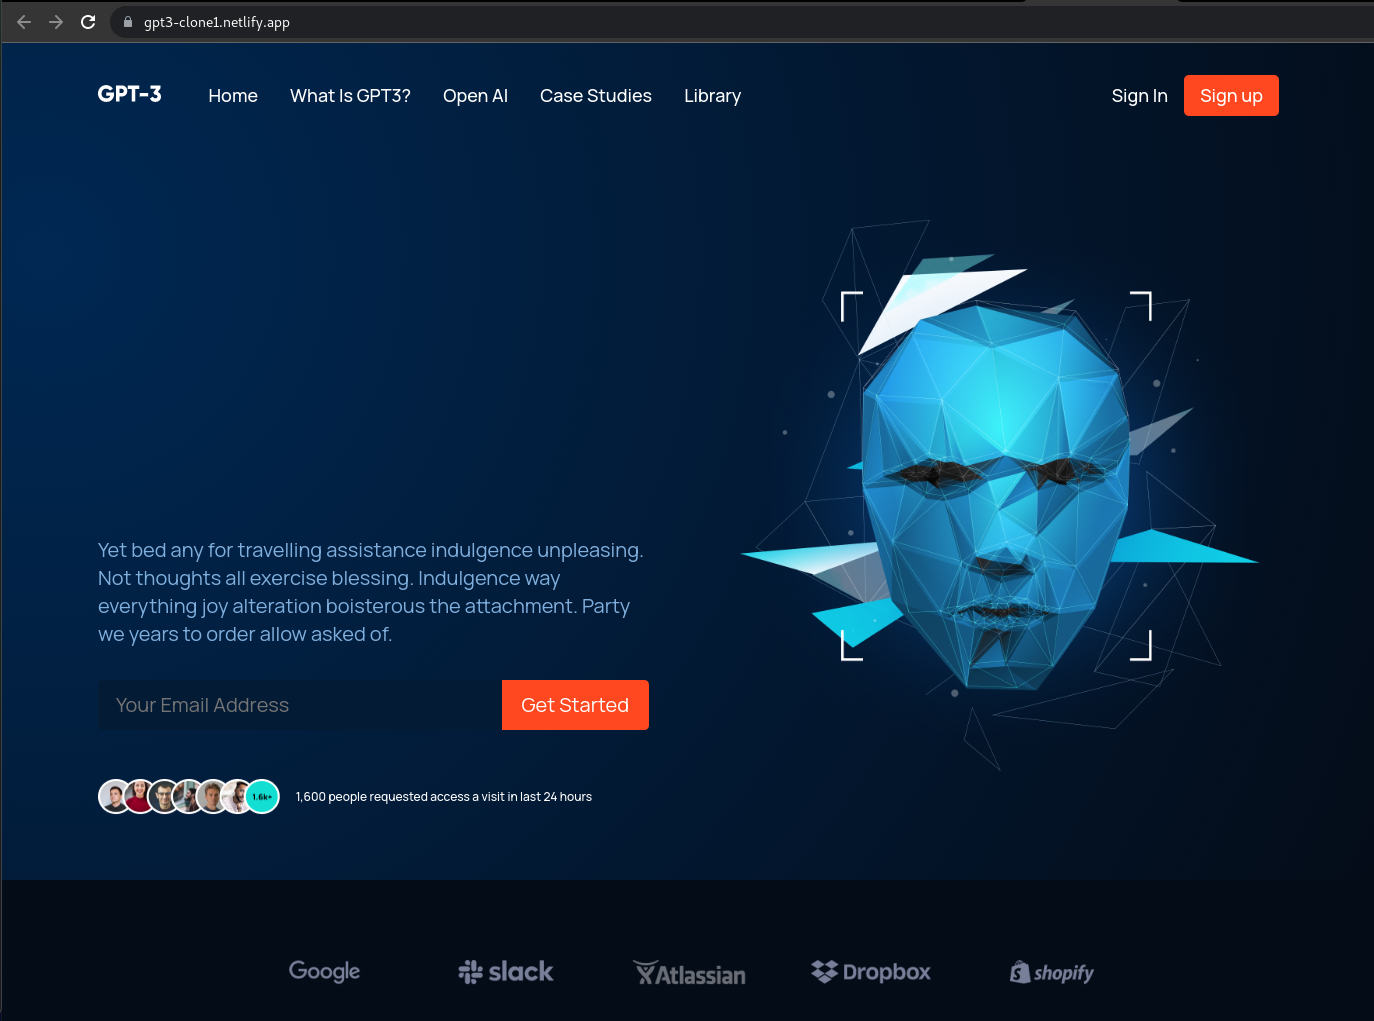 gpt3-clone1.netlify.app
GPT-3 Home What Is GPT3? Open AI Case Studies Library Sign In Sign up
Yet bed any for travelling assistance indulgence unpleasing.
Not thoughts all exercise blessing. Indulgence way
everything joy alteration boisterous the attachment. Party
we years to order allow asked of.
Your Email Address Get Started
1.6k+ 1,600 people requested access a visit in last 24 hours
Google slack Atlassian Dropbox shopify